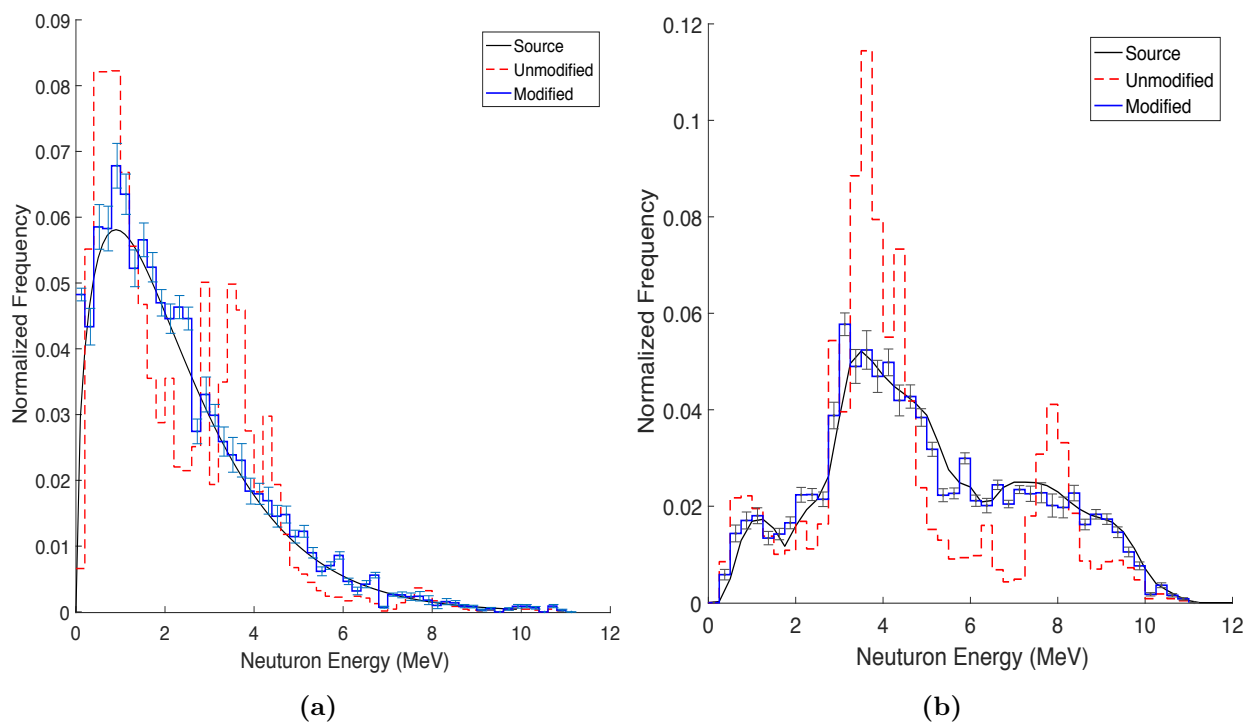 0.09
0.08
0.07
0.06
0.05
0.04
0.03
0.02
0.01
0
Normalized Frequency
0 2 4 6 8 10 12
Neuturon Energy (MeV)
Source
Unmodified
Modified
(a)
0.12
0.1
0.08
0.06
0.04
0.02
0
Normalized Frequency
0 2 4 6 8 10 12
Neuturon Energy (MeV)
Source
Unmodified
Modified
(b)